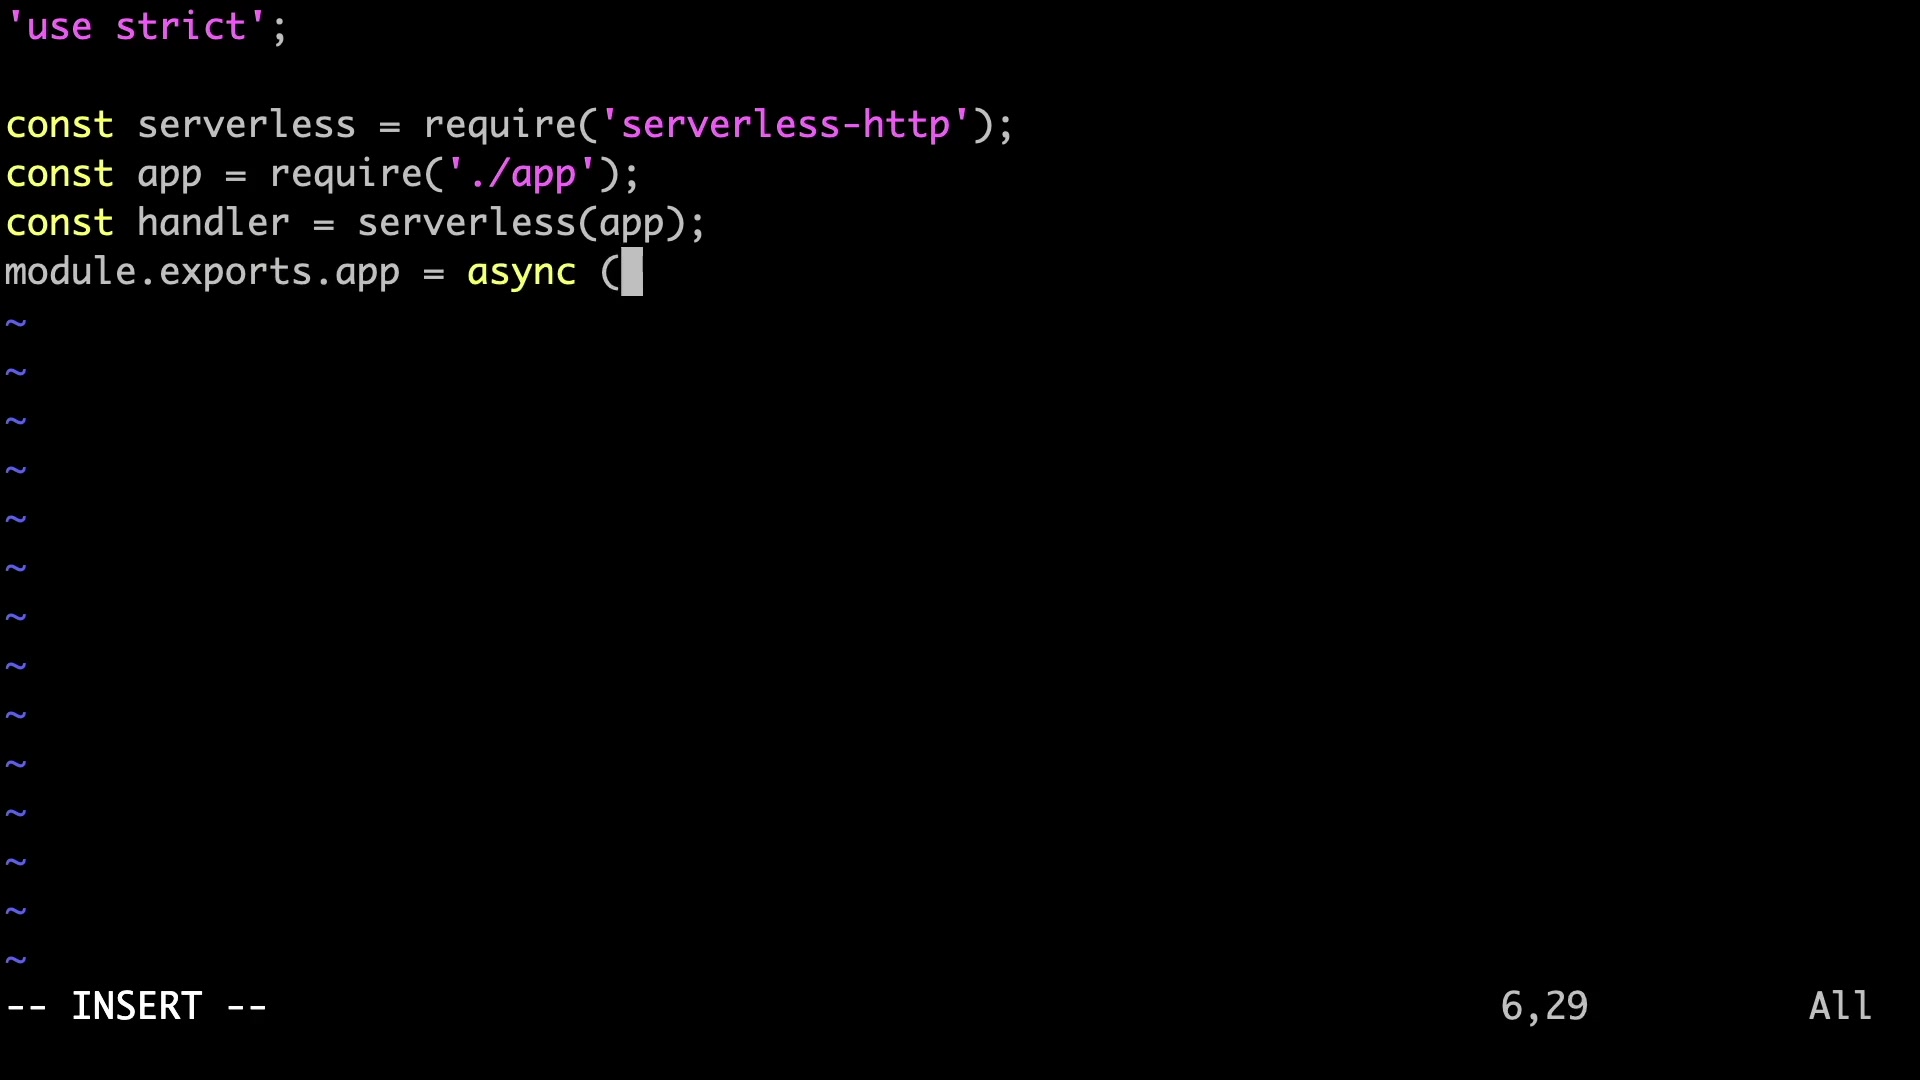 'use strict';
const serverless = require('serverless-http');
const app = require('./app');
const handler = serverless(app);
module.exports.app = async (
~
~
~
~
~
~
~
~
~
~
~
~
~
~
-- INSERT -- 6,29 All